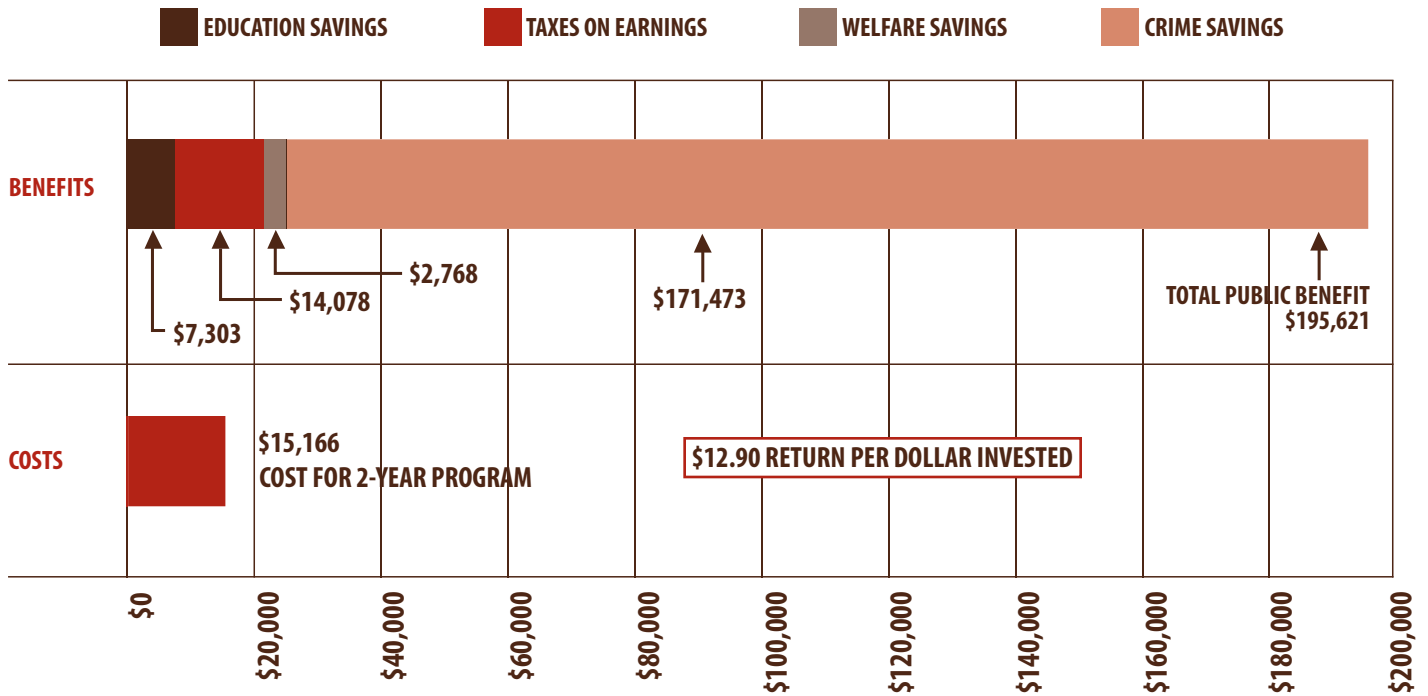 EDUCATION SAVINGS
TAXES ON EARNINGS
WELFARE SAVINGS
CRIME SAVINGS
BENEFITS
$2,768
$14,078
$7,303
$171,473
TOTAL PUBLIC BENEFIT
$195,621
COSTS
$15,166
COST FOR 2-YEAR PROGRAM
$12.90 RETURN PER DOLLAR INVESTED
$0
$20,000
$40,000
$60,000
$80,000
$100,000
$120,000
$140,000
$160,000
$180,000
$200,000